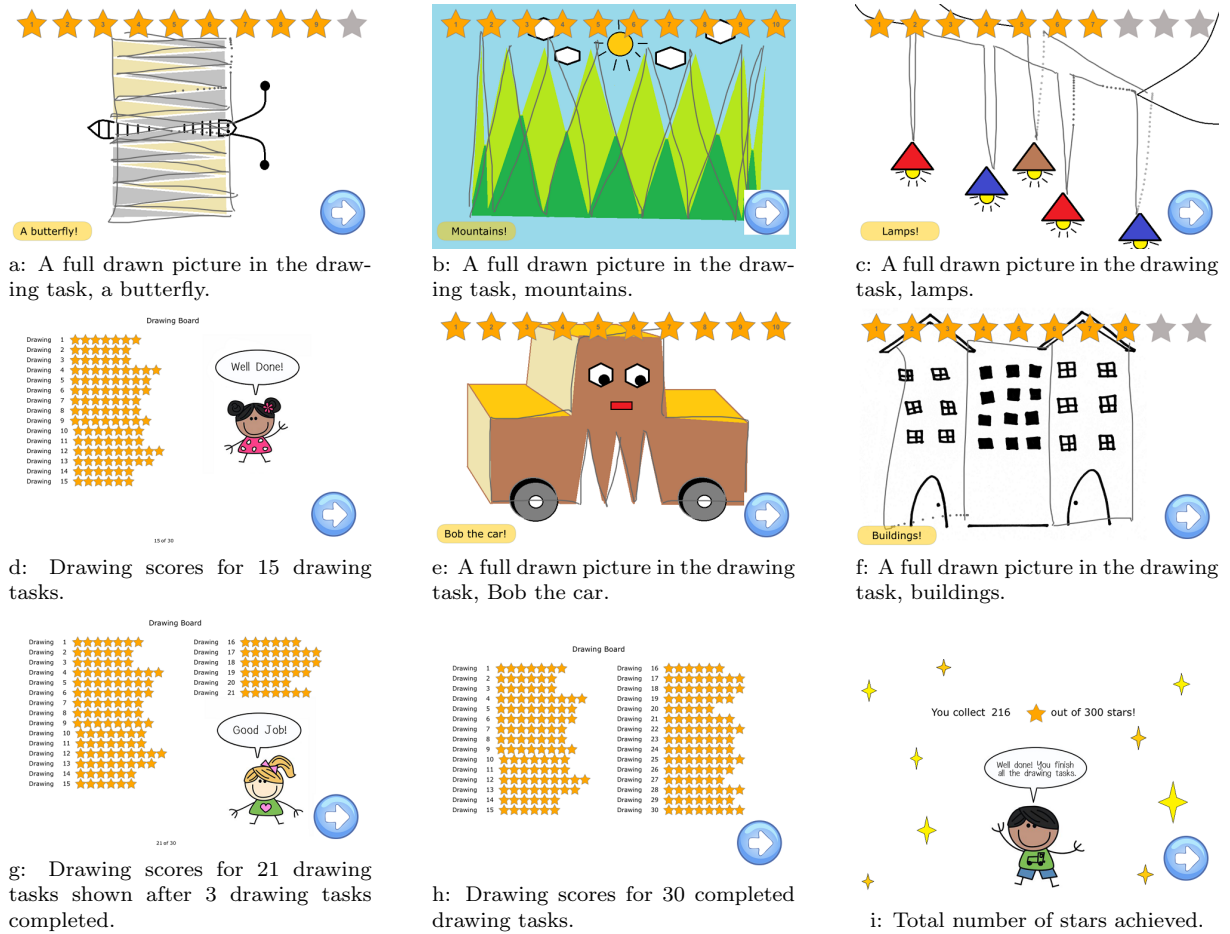 1 2 3 4 5 6 7 8 9
A butterfly!
a: A full drawn picture in the draw-
ing task, a butterfly.
1 2 3 4 5 6 7 8 9 10
Mountains!
b: A full drawn picture in the draw-
ing task, mountains.
1 2 3 4 5 6 7
Lamps!
c: A full drawn picture in the drawing
task, lamps.
Drawing Board
Drawing 1
Drawing 2
Drawing 3
Drawing 4
Drawing 5
Drawing 6
Drawing 7
Drawing 8
Drawing 9
Drawing 10
Drawing 11
Drawing 12
Drawing 13
Drawing 14
Drawing 15
Well Done!
15 of 30
d: Drawing scores for 15 drawing
tasks.
1 2 3 4 5 6 7 8 9 10
Bob the car!
e: A full drawn picture in the drawing
task, Bob the car.
1 2 3 4 5 6 7 8
Buildings!
f: A full drawn picture in the drawing
task, buildings.
Drawing Board
Drawing 1
Drawing 2
Drawing 3
Drawing 4
Drawing 5
Drawing 6
Drawing 7
Drawing 8
Drawing 9
Drawing 10
Drawing 11
Drawing 12
Drawing 13
Drawing 14
Drawing 15
Drawing 16
Drawing 17
Drawing 18
Drawing 19
Drawing 20
Drawing 21
Good Job!
21 of 30
g: Drawing scores for 21 drawing
tasks shown after 3 drawing tasks
completed.
Drawing Board
Drawing 1
Drawing 2
Drawing 3
Drawing 4
Drawing 5
Drawing 6
Drawing 7
Drawing 8
Drawing 9
Drawing 10
Drawing 11
Drawing 12
Drawing 13
Drawing 14
Drawing 15
Drawing 16
Drawing 17
Drawing 18
Drawing 19
Drawing 20
Drawing 21
Drawing 22
Drawing 23
Drawing 24
Drawing 25
Drawing 26
Drawing 27
Drawing 28
Drawing 29
Drawing 30
h: Drawing scores for 30 completed
drawing tasks.
You collect 216 out of 300 stars!
Well done! You finish
all the drawing tasks.
i: Total number of stars achieved.